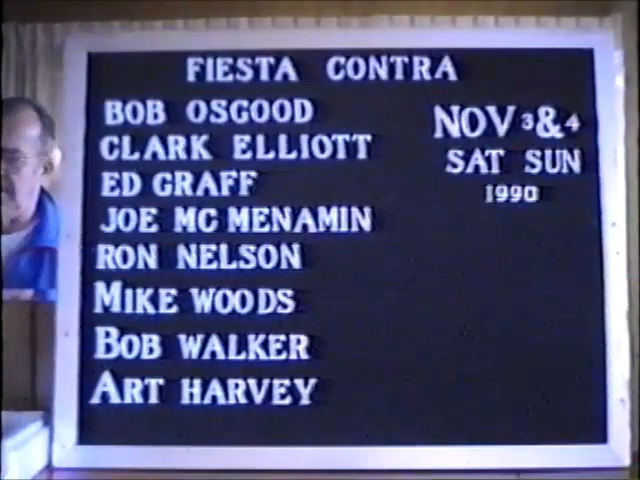 FIESTA CONTRA
BOB OSGOOD
CLARK ELLIOTT
ED GRAFF
JOE MC MENAMIN
RON NELSON
MIKE WOODS
BOB WALKER
ART HARVEY
NOV 3&4
SAT SUN
1990